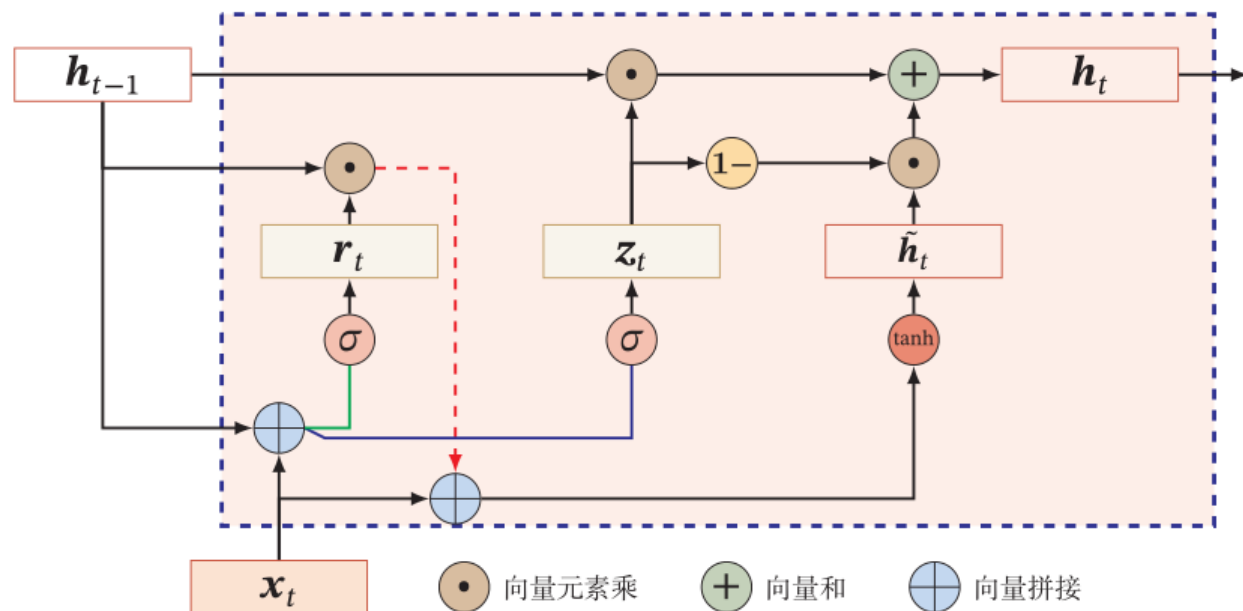 h_{t−1}
h_t
1−
r_t
z_t
h̃_t
σ
σ
tanh
x_t
向量元素乘
+ 向量和
向量拼接